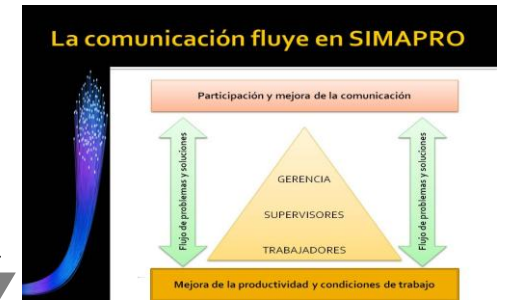 La comunicación fluye en SIMAPRO
Participación y mejora de la comunicación
Flujo de problemas y soluciones
GERENCIA
SUPERVISORES
TRABAJADORES
Flujo de problemas y soluciones
Mejora de la productividad y condiciones de trabajo